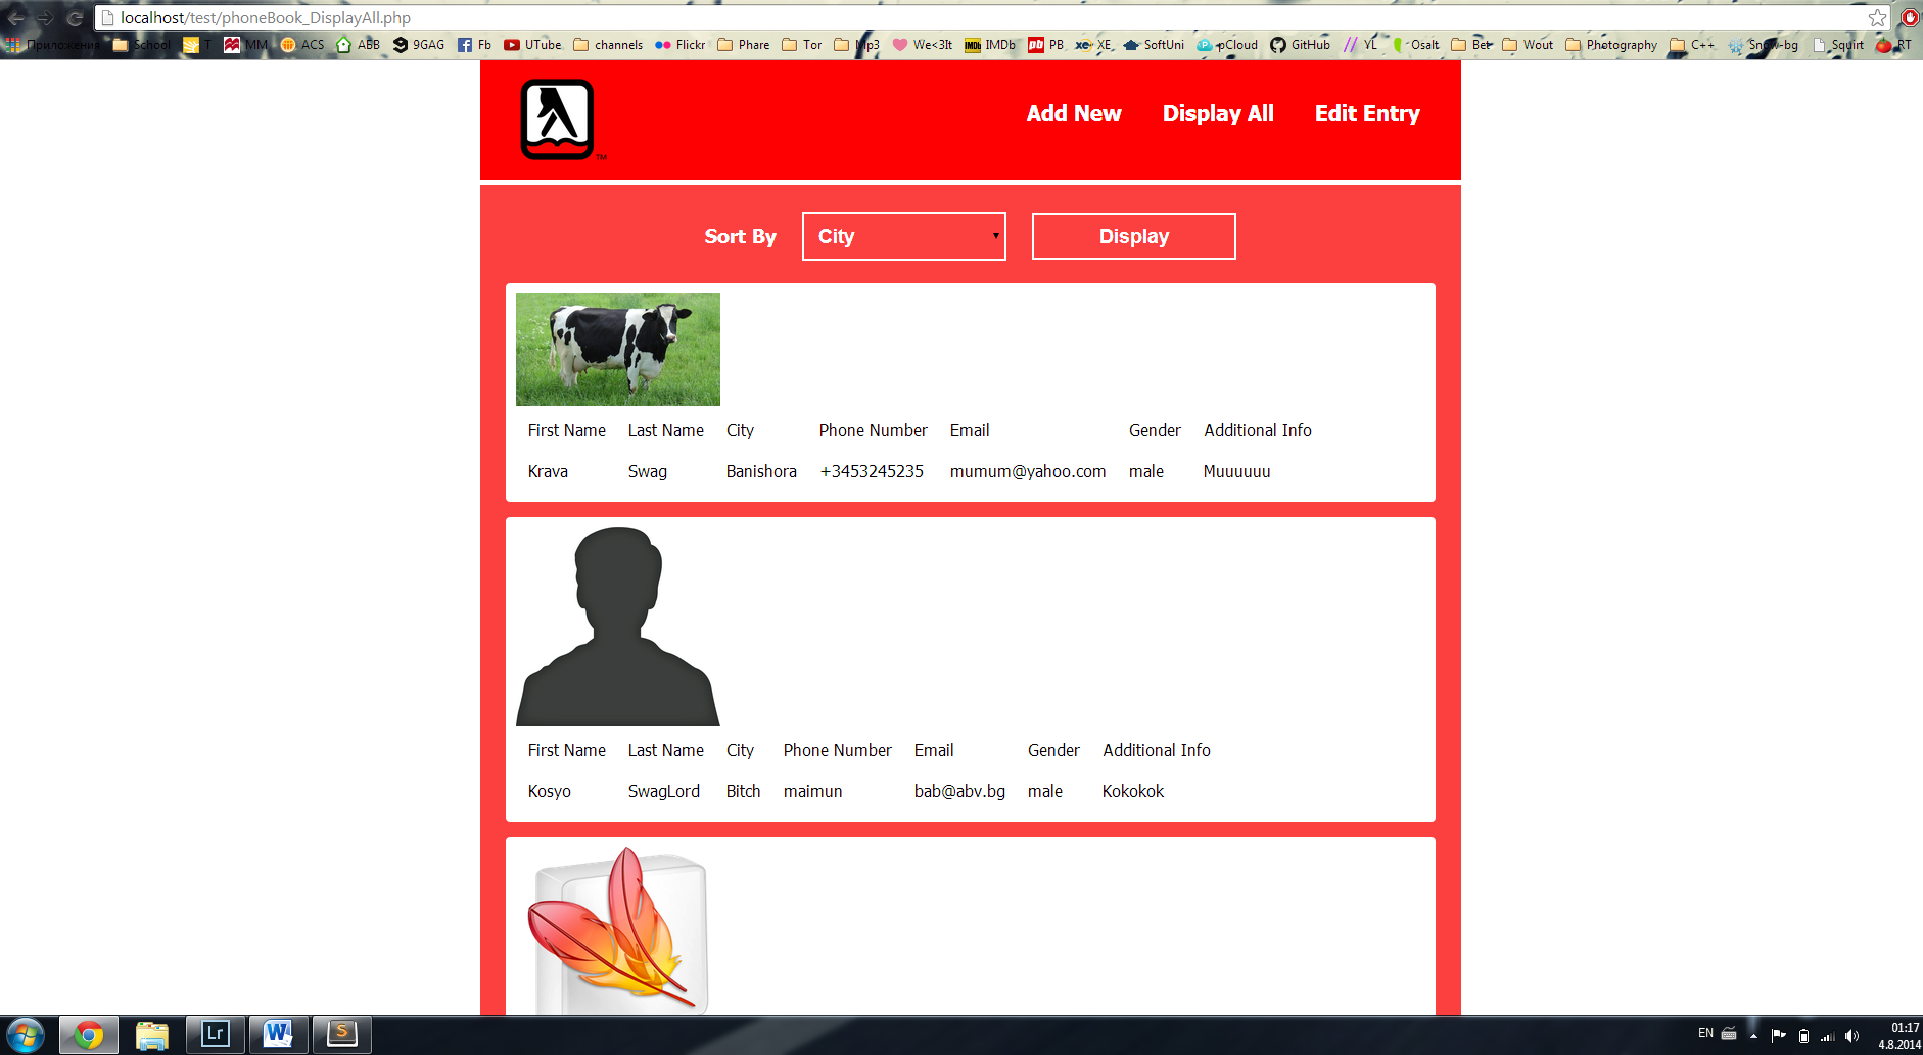 localhost/test/phoneBook_DisplayAll.php
Приложения School T MM ACS ABB 9GAG Fb UTube channels Flickr Phare Tor Mp3 We<3It IMDb PB XE SoftUni pCloud GitHub YL Osalt Bet Wout Photography C++ Snow-bg Squirt RT
TM
Add New Display All Edit Entry
Sort By City Display
First Name Last Name City Phone Number Email Gender Additional Info
Krava Swag Banishora +3453245235 mumum@yahoo.com male Muuuuuu
First Name Last Name City Phone Number Email Gender Additional Info
Kosyo SwagLord Bitch maimun bab@abv.bg male Kokokok
Lr W S EN 01:17
4.8.2014